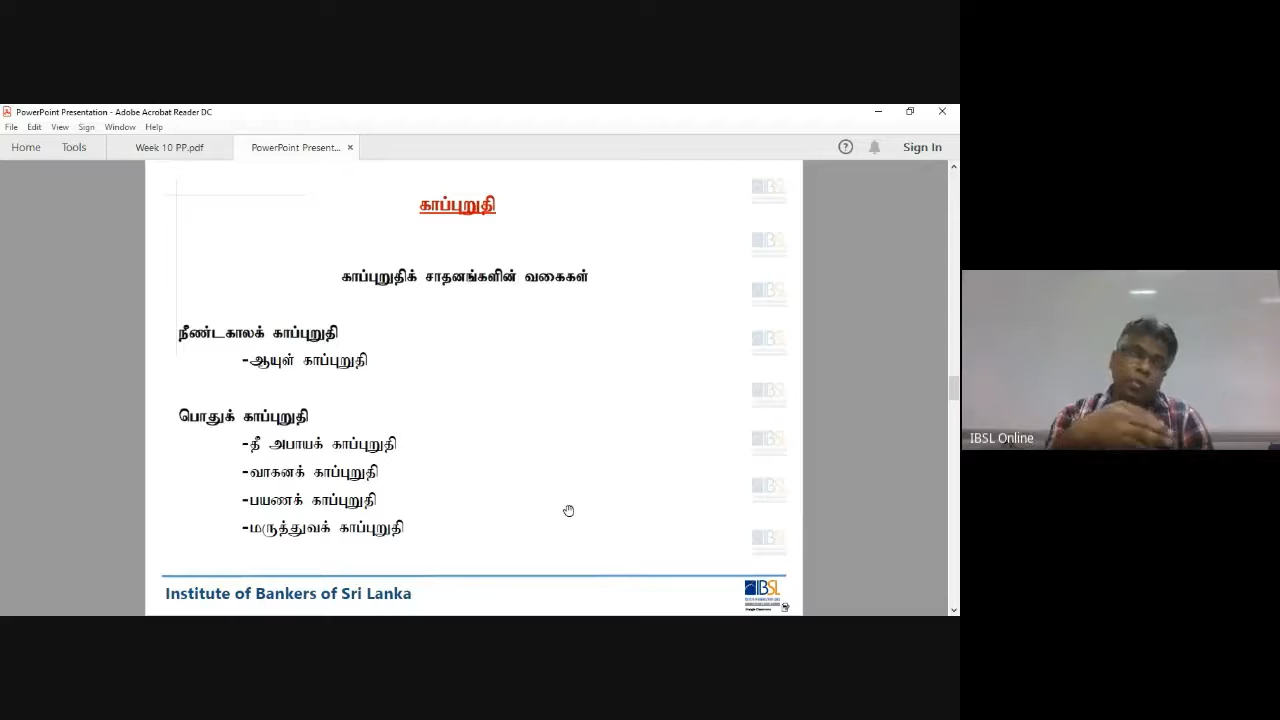 PowerPoint Presentation - Adobe Acrobat Reader DC
File Edit View Sign Window Help
Home Tools Week 10 PP.pdf PowerPoint Present... × Sign In
காப்புறுதி
காப்புறுதிக் சாதனங்களின் வகைகள்
நீண்டகாலக் காப்புறுதி
-ஆயுள் காப்புறுதி
பொதுக் காப்புறுதி
-தீ அபாயக் காப்புறுதி
-வாகனக் காப்புறுதி
-பயணக் காப்புறுதி
-மருத்துவக் காப்புறுதி
Institute of Bankers of Sri Lanka
IBSL
IBSL Online